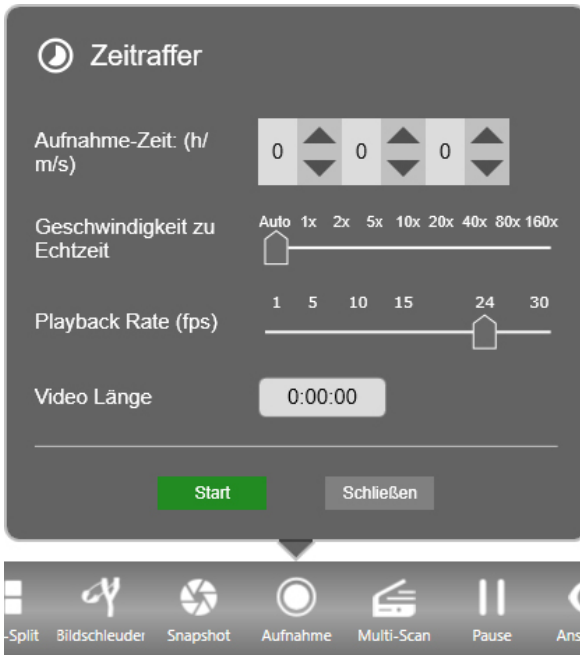 Zeitraffer
Aufnahme-Zeit: (h/
m/s)
0 0 0
Geschwindigkeit zu
Echtzeit
Auto 1x 2x 5x 10x 20x 40x 80x 160x
Playback Rate (fps)
1 5 10 15 24 30
Video Länge
0:00:00
Start Schließen
-Split Bildschleuder Snapshot Aufnahme Multi-Scan Pause Ans